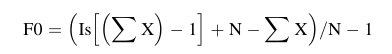 F0 = (Is[(∑ X) − 1] + N − ∑ X)/N − 1